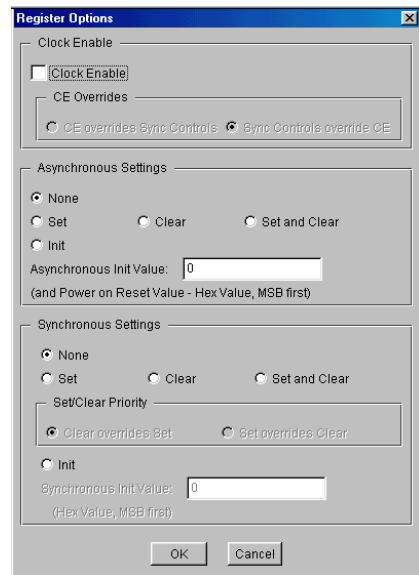 Register Options
Clock Enable
Clock Enable
CE Overrides
CE overrides Sync Controls Sync Controls override CE
Asynchronous Settings
None
Set Clear Set and Clear
Init
Asynchronous Init Value: 0
(and Power on Reset Value - Hex Value, MSB first)
Synchronous Settings
None
Set Clear Set and Clear
Set/Clear Priority
Clear overrides Set Set overrides Clear
Init
Synchronous Init Value: 0
(Hex Value, MSB first)
OK Cancel